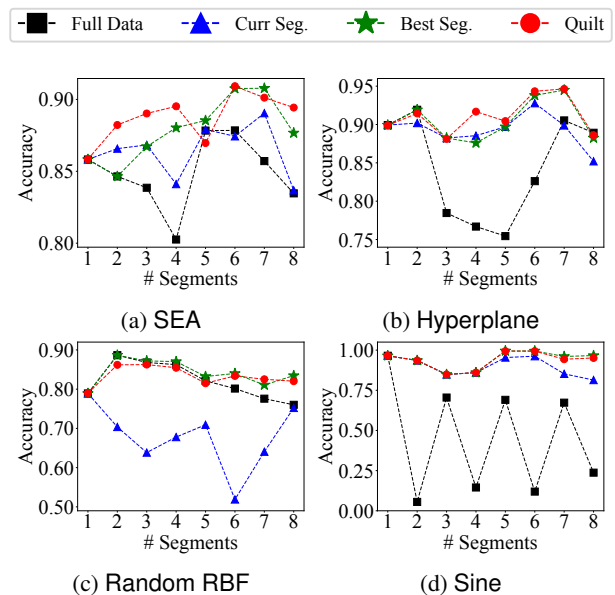 Full Data Curr Seg. Best Seg. Quilt
0.90
0.85
0.80
Accuracy
1 2 3 4 5 6 7 8
# Segments
(a) SEA
0.95
0.90
0.85
0.80
0.75
Accuracy
1 2 3 4 5 6 7 8
# Segments
(b) Hyperplane
0.90
0.80
0.70
0.60
0.50
Accuracy
1 2 3 4 5 6 7 8
# Segments
(c) Random RBF
1.00
0.75
0.50
0.25
0.00
Accuracy
1 2 3 4 5 6 7 8
# Segments
(d) Sine